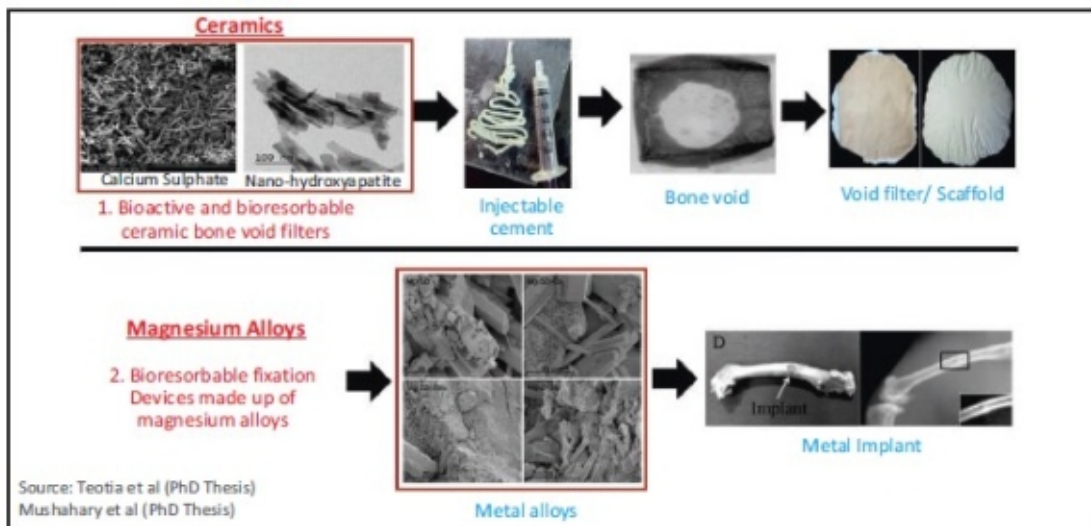 Ceramics
Calcium Sulphate
Nano-hydroxyapatite
100
1. Bioactive and bioresorbable
ceramic bone void filters
Injectable
cement
Bone void
Void filter/ Scaffold
Magnesium Alloys
2. Bioresorbable fixation
Devices made up of
magnesium alloys
Metal alloys
D
Implant
Metal Implant
Source: Teotia et al (PhD Thesis)
Mushahary et al (PhD Thesis)